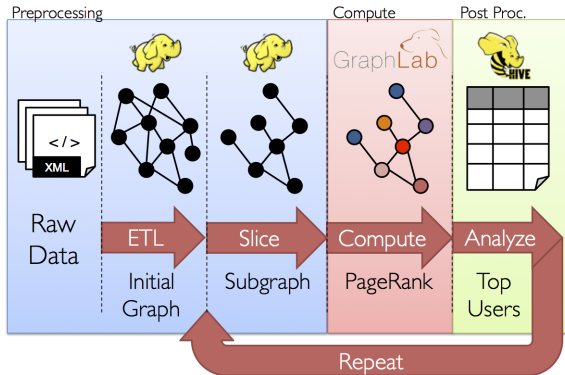 Preprocessing
Compute
Post Proc.
GraphLab
HIVE
</>
XML
Raw
Data
ETL
Slice
Compute
Analyze
Initial
Graph
Subgraph
PageRank
Top
Users
Repeat